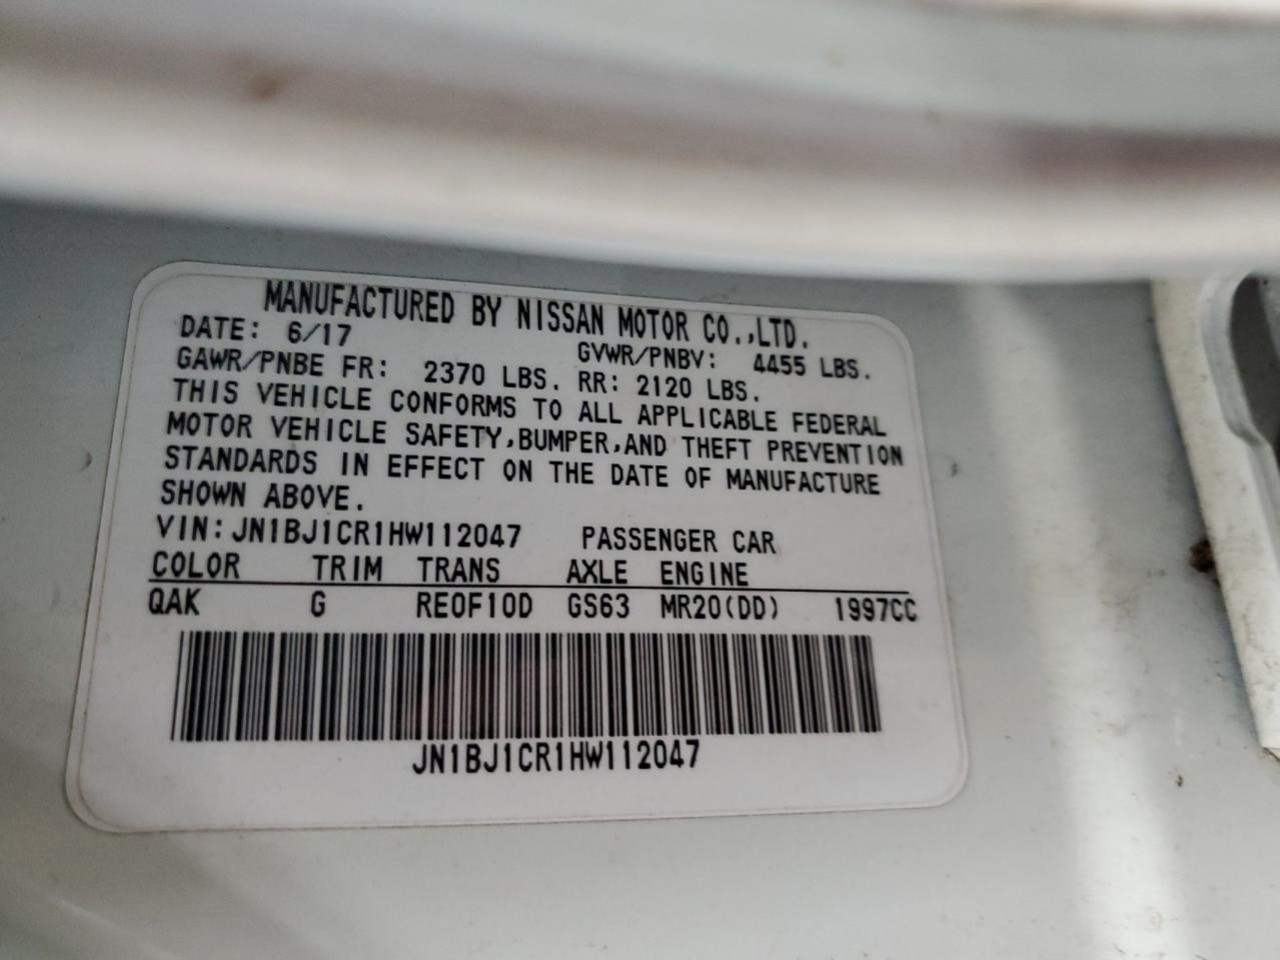 MANUFACTURED BY NISSAN MOTOR CO.,LTD.
DATE: 6/17 GVWR/PNBV: 4455 LBS.
GAWR/PNBE FR: 2370 LBS. RR: 2120 LBS.
THIS VEHICLE CONFORMS TO ALL APPLICABLE FEDERAL
MOTOR VEHICLE SAFETY,BUMPER,AND THEFT PREVENTION
STANDARDS IN EFFECT ON THE DATE OF MANUFACTURE
SHOWN ABOVE.
VIN:JN1BJ1CR1HW112047 PASSENGER CAR
COLOR TRIM TRANS AXLE ENGINE
QAK G RE0F10D GS63 MR20(DD) 1997CC
JN1BJ1CR1HW112047